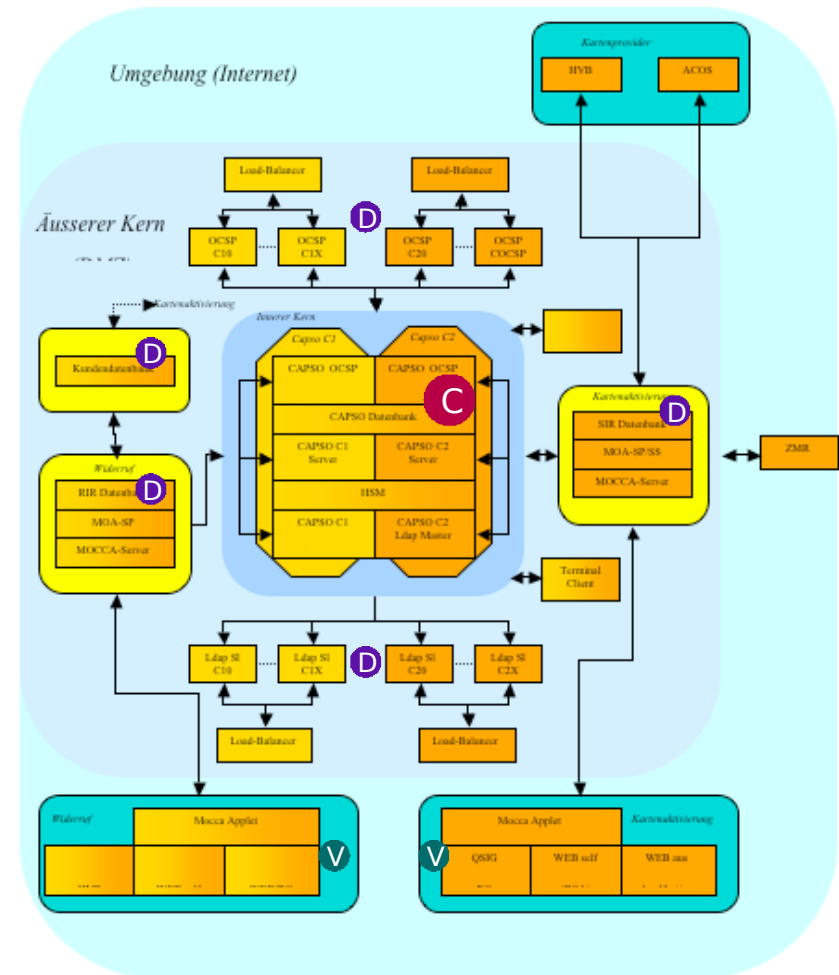 Kartenprovider
HVB
ACOS
Umgebung (Internet)
Load-Balancer
Load-Balancer
D
Äusserer Kern
OCSP
C10
OCSP
C1X
OCSP
C20
OCSP
COCSP
Kartenaktivierung
Innerer Kern
Capso C1
Capso C2
D
Kundendatenbank
CAPSO OCSP
CAPSO OCSP
C
CAPSO Datenbank
CAPSO C1
Server
CAPSO C2
Server
HSM
CAPSO C1
CAPSO C2
Ldap Master
Kartenaktivierung
D
SIR Datenbank
MOA-SP/SS
MOCCA-Server
ZMR
Widerruf
D
RIR Datenbank
MOA-SP
MOCCA-Server
Terminal
Client
Ldap Sl
C10
Ldap Sl
C1X
D
Ldap Sl
C20
Ldap Sl
C2X
Load-Balancer
Load-Balancer
Widerruf
Mocca Applet
V
Mocca Applet
Kartenaktivierung
V
QSIG
WEB self
WEB aus